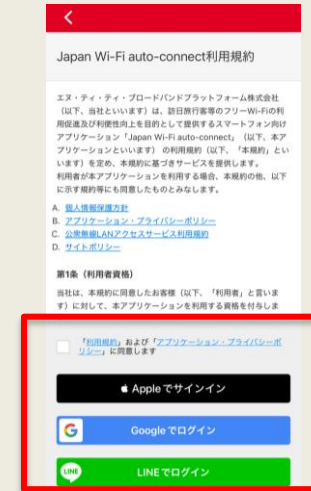 Japan Wi-Fi auto-connect利用規約
エヌ・ティ・ティ・ブロードバンドプラットフォーム株式会社
（以下、当社といいます）は、訪日旅行客等のフリーWi-Fiの利
用促進及び利便性向上を目的として提供するスマートフォン向け
アプリケーション「Japan Wi-Fi auto-connect」（以下、本ア
プリケーションといいます）の利用規約（以下、「本規約」とい
います）を定め、本規約に基づきサービスを提供します。
利用者が本アプリケーションを利用する場合、本規約の他、以下
に示す規約等にも同意したものとみなします。
A. 個人情報保護方針
B. アプリケーション・プライバシーポリシー
C. 公衆無線LANアクセスサービス利用規約
D. サイトポリシー
第1条（利用者資格）
当社は、本規約に同意したお客様（以下、「利用者」と言いま
す）に対して、本アプリケーションを利用する資格を付与しま
「利用規約」および「アプリケーション・プライバシーポ
リシー」に同意します
Appleでサインイン
G Googleでログイン
LINE LINEでログイン